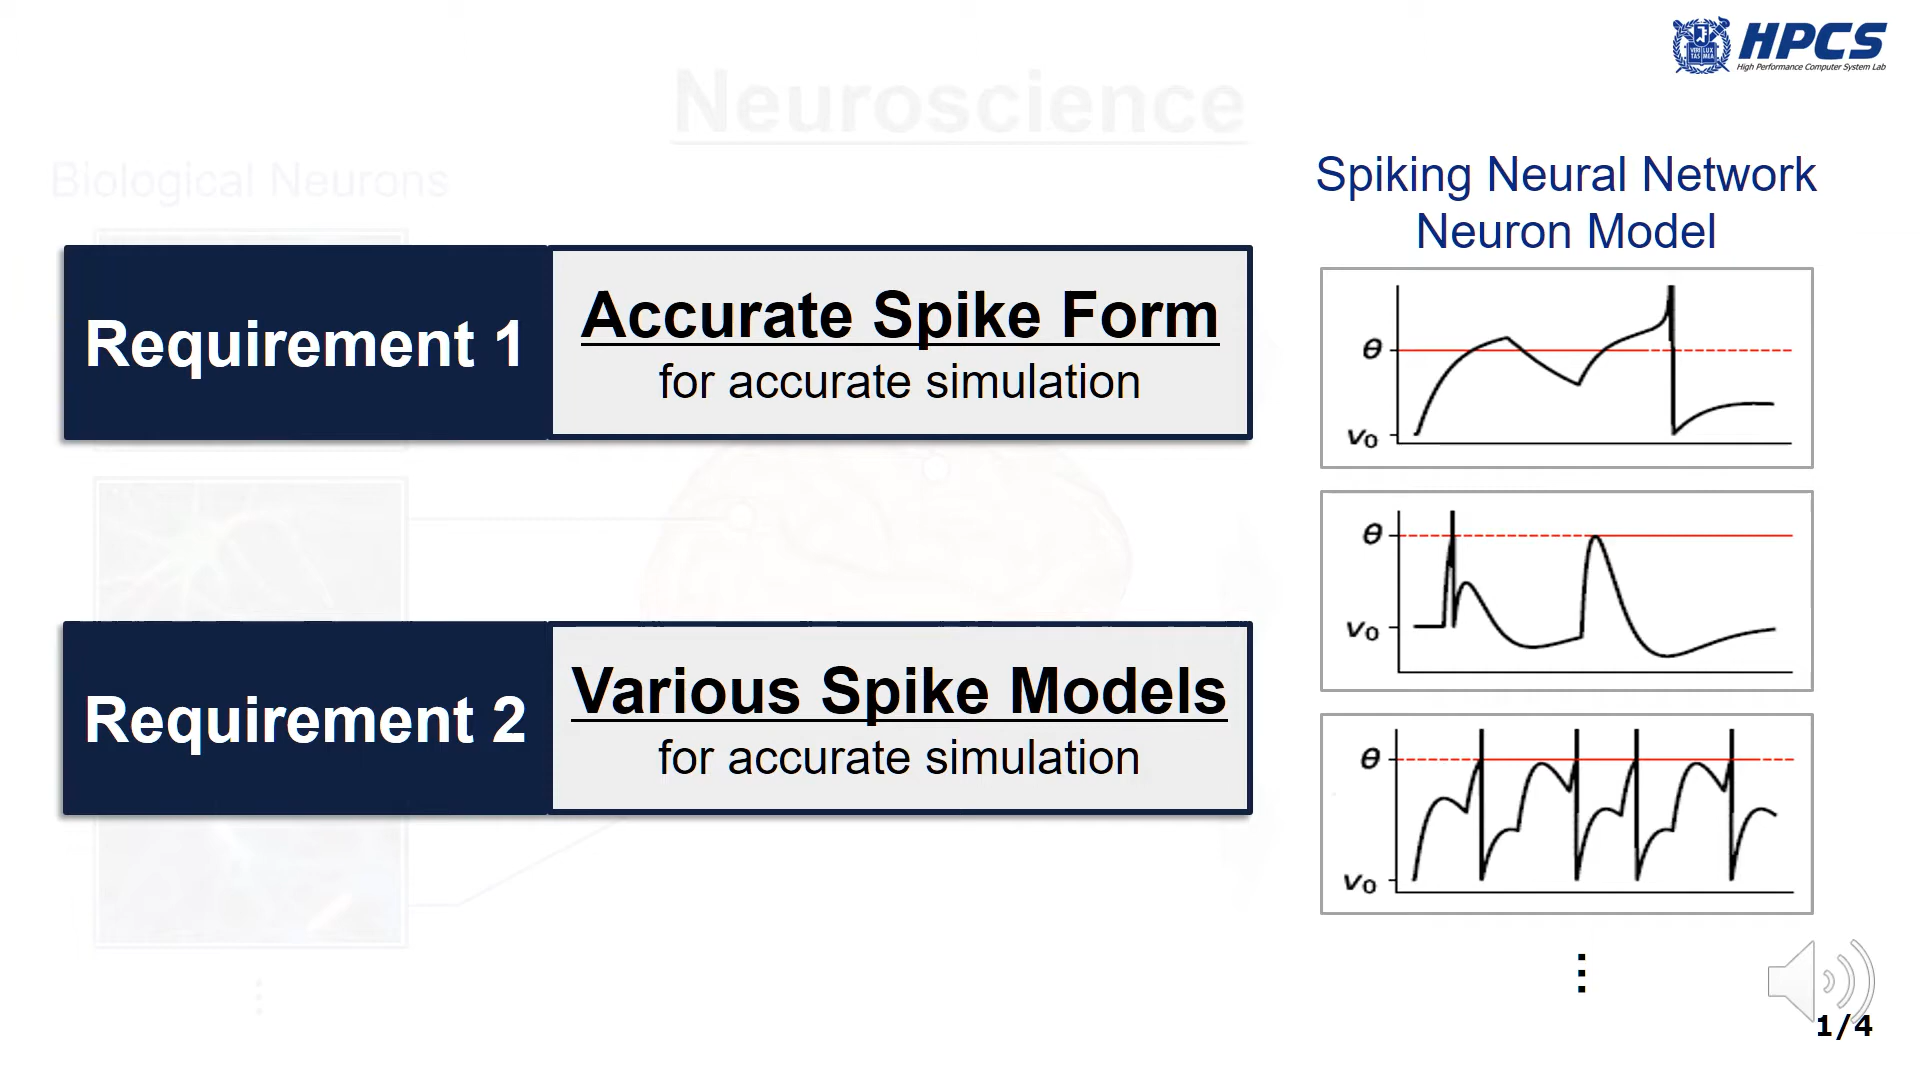 HPCS
High Performance Computer System Lab
Neuroscience
Biological Neurons
Spiking Neural Network
Neuron Model
Requirement 1
Accurate Spike Form
for accurate simulation
θ
v₀
Requirement 2
Various Spike Models
for accurate simulation
θ
v₀
θ
v₀
1/4